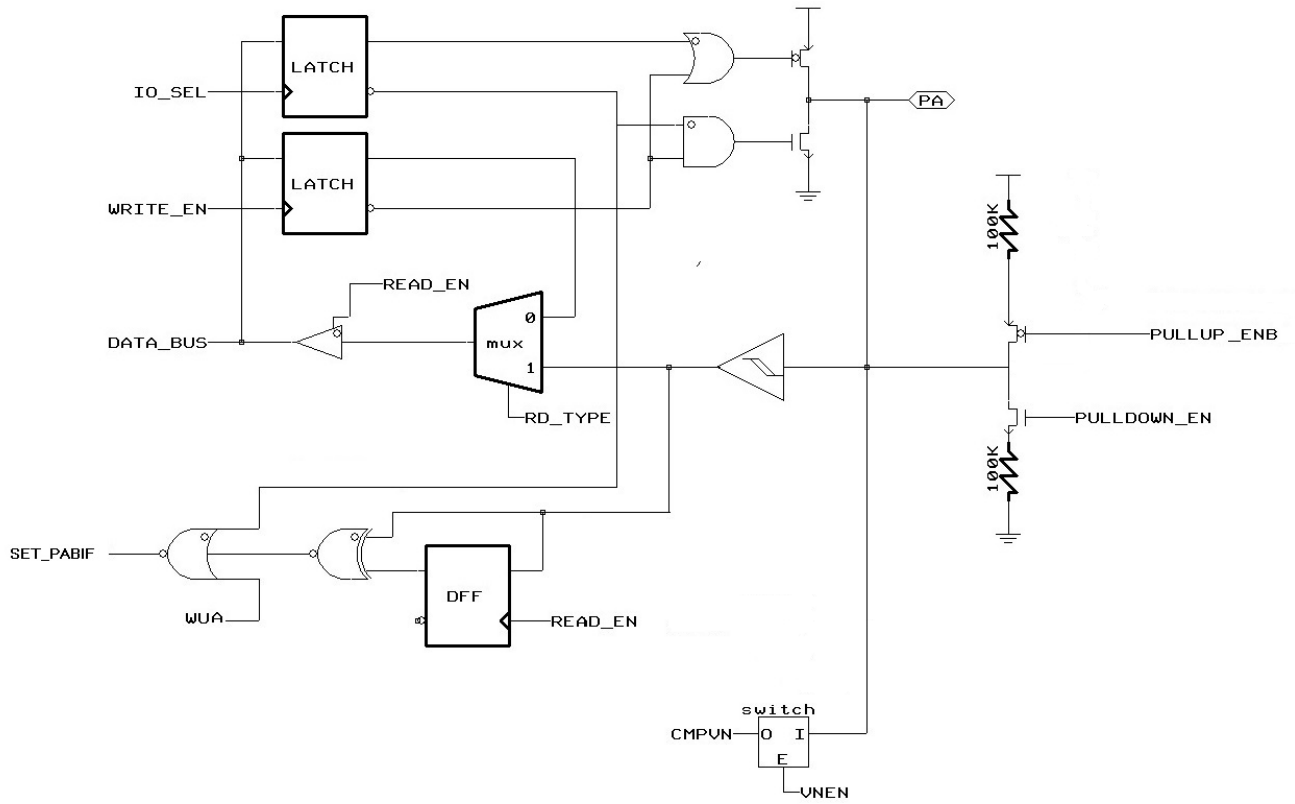 LATCH
IO_SEL
PA
LATCH
WRITE_EN
100K
READ_EN
0
PULLUP_ENB
DATA_BUS
mux
1
RD_TYPE
PULLDOWN_EN
100K
SET_PABIF
DFF
WUA
READ_EN
switch
CMPVN
O I
E
VNEN